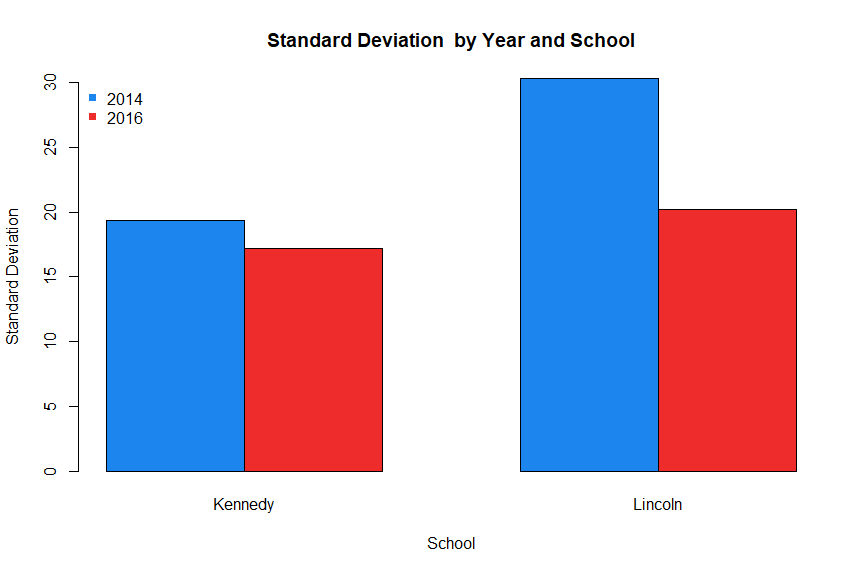 Standard Deviation  by Year and School
30
25
20
15
10
5
0
Standard Deviation
2014
2016
Kennedy
Lincoln
School